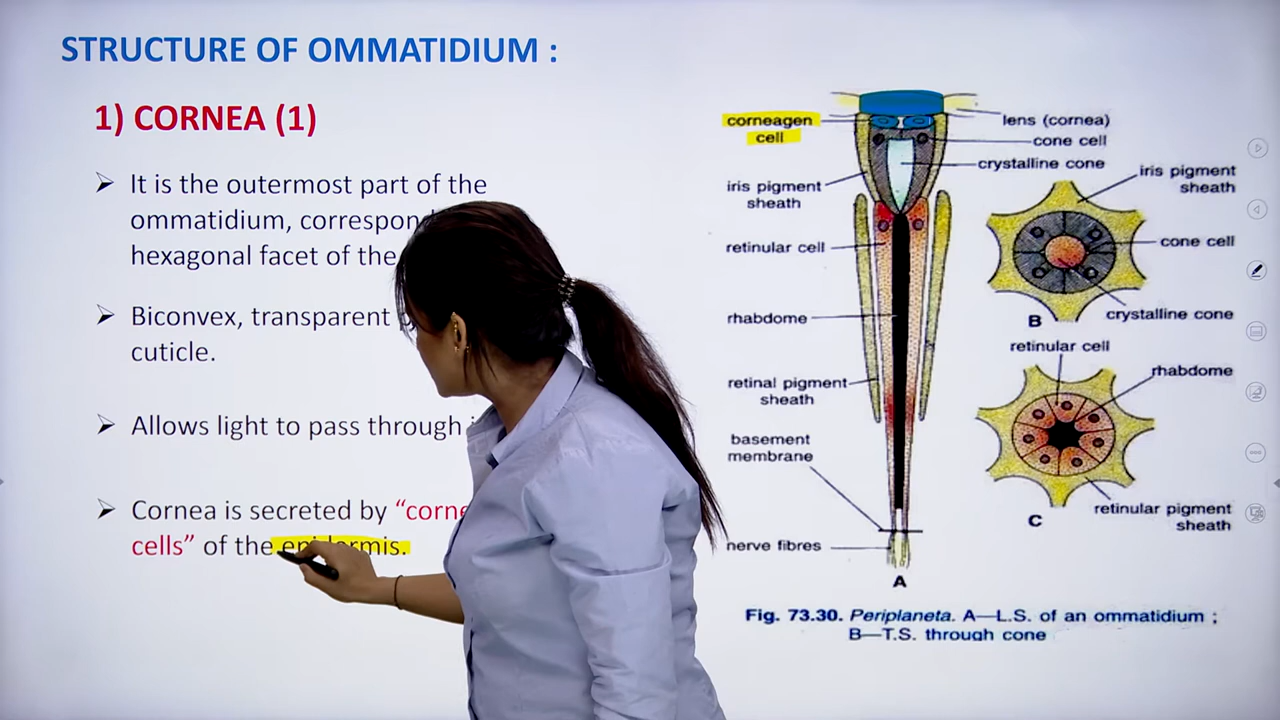 STRUCTURE OF OMMATIDIUM :
1) CORNEA (1)
➤ It is the outermost part of the
ommatidium,
hexagonal facet of the
➤ Biconvex, transparent
cuticle.
➤ Allows light to pass through
➤ Cornea is secreted by
cells” of the epidermis.
corneagen
cell
iris pigment
sheath
retinular cell
rhabdome
retinal pigment
sheath
basement
membrane
nerve fibres
lens (cornea)
cone cell
crystalline cone
A
iris pigment
sheath
cone cell
crystalline cone
B
retinular cell
rhabdome
retinular pigment
sheath
C
Fig. 73.30. Periplaneta. A—L.S. of an ommatidium ;
B—T.S. through cone